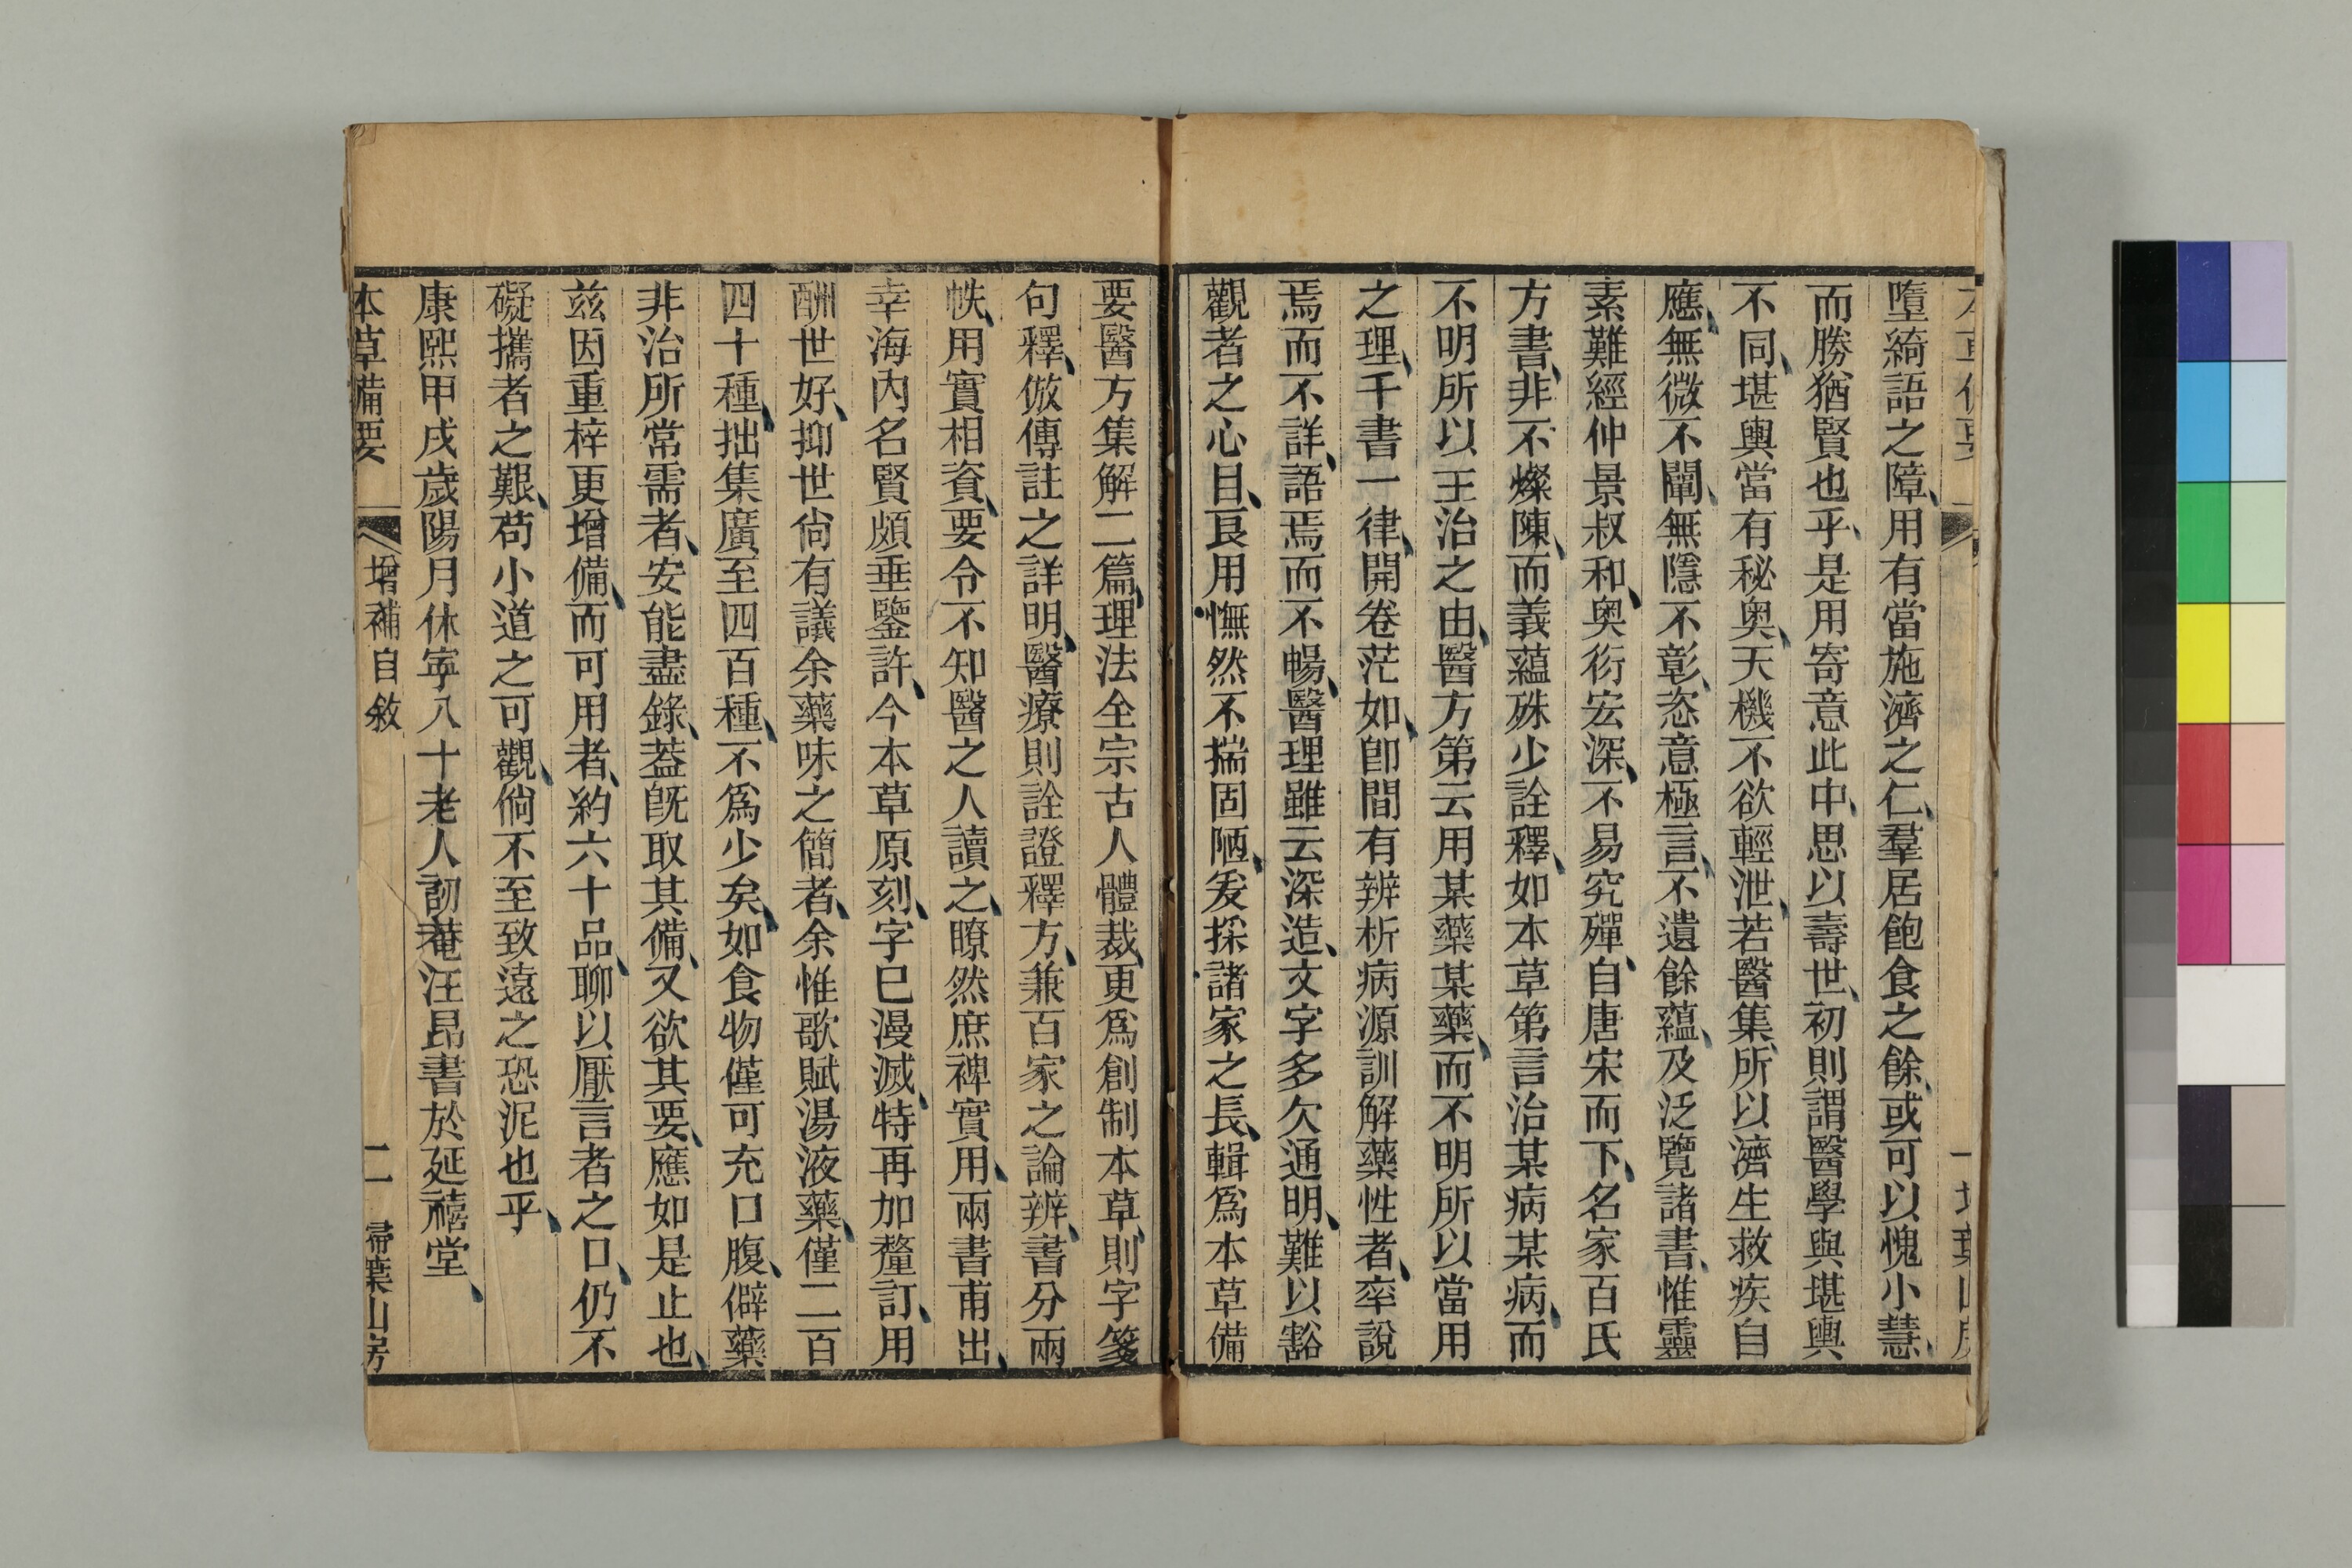 墮綺語之障、用有當施濟之仁、羣居飽食之餘、或可以愧小慧、
而勝猶賢也乎、是用寄意此中、思以壽世、初則謂醫學與堪輿
不同、堪輿當有秘奥、天機不欲輕泄、若醫集、所以濟生救疾自
應、無微不闡、無隱不彰、恣意極言、不遺餘蘊、及泛覽諸書、惟靈
素難經仲景叔和、奥衍宏深、不易究殫、自唐宋而下、名家百氏
方書、非不燦陳、而義蘊殊少詮釋、如本草第言治某病某病、而
不明所以主治之由、醫方第云用某藥某藥、而不明所以當用
之理、千書一律、開卷茫如、卽間有辨析病源訓解藥性者、率說
焉而不詳、語焉而不暢、醫理雖云深造、文字多欠通明、難以豁
觀者之心目、良用憮然、不揣固陋、爰採諸家之長、輯爲本草備
要醫方集解二篇、理法全宗古人體裁、更爲創制本草、則字箋
句釋、倣傳註之詳明、醫療則詮證釋方、兼百家之論辨、書分兩
帙、用實相資、要令不知醫之人讀之、瞭然庶裨實用、兩書甫出、
幸海内名賢頗垂鑒許、今本草原刻、字已漫滅、特再加釐訂、用
酬世好、抑世尙有議余藥味之簡者、余惟歌賦湯液藥、僅二百
四十種、拙集廣至四百種、不爲少矣、如食物僅可充口腹、僻藥
非治所常需者、安能盡錄、葢旣取其備、又欲其要、應如是止也、
兹因重梓更增備、而可用者、約六十品、聊以厭言者之口、仍不
礙攜者之艱、苟小道之可觀、倘不至致遠之恐泥也乎、
康熙甲戌歲陽月休寧八十老人訒菴汪昂書於延禧堂、
本草備要 增補自敘 二 掃葉山房